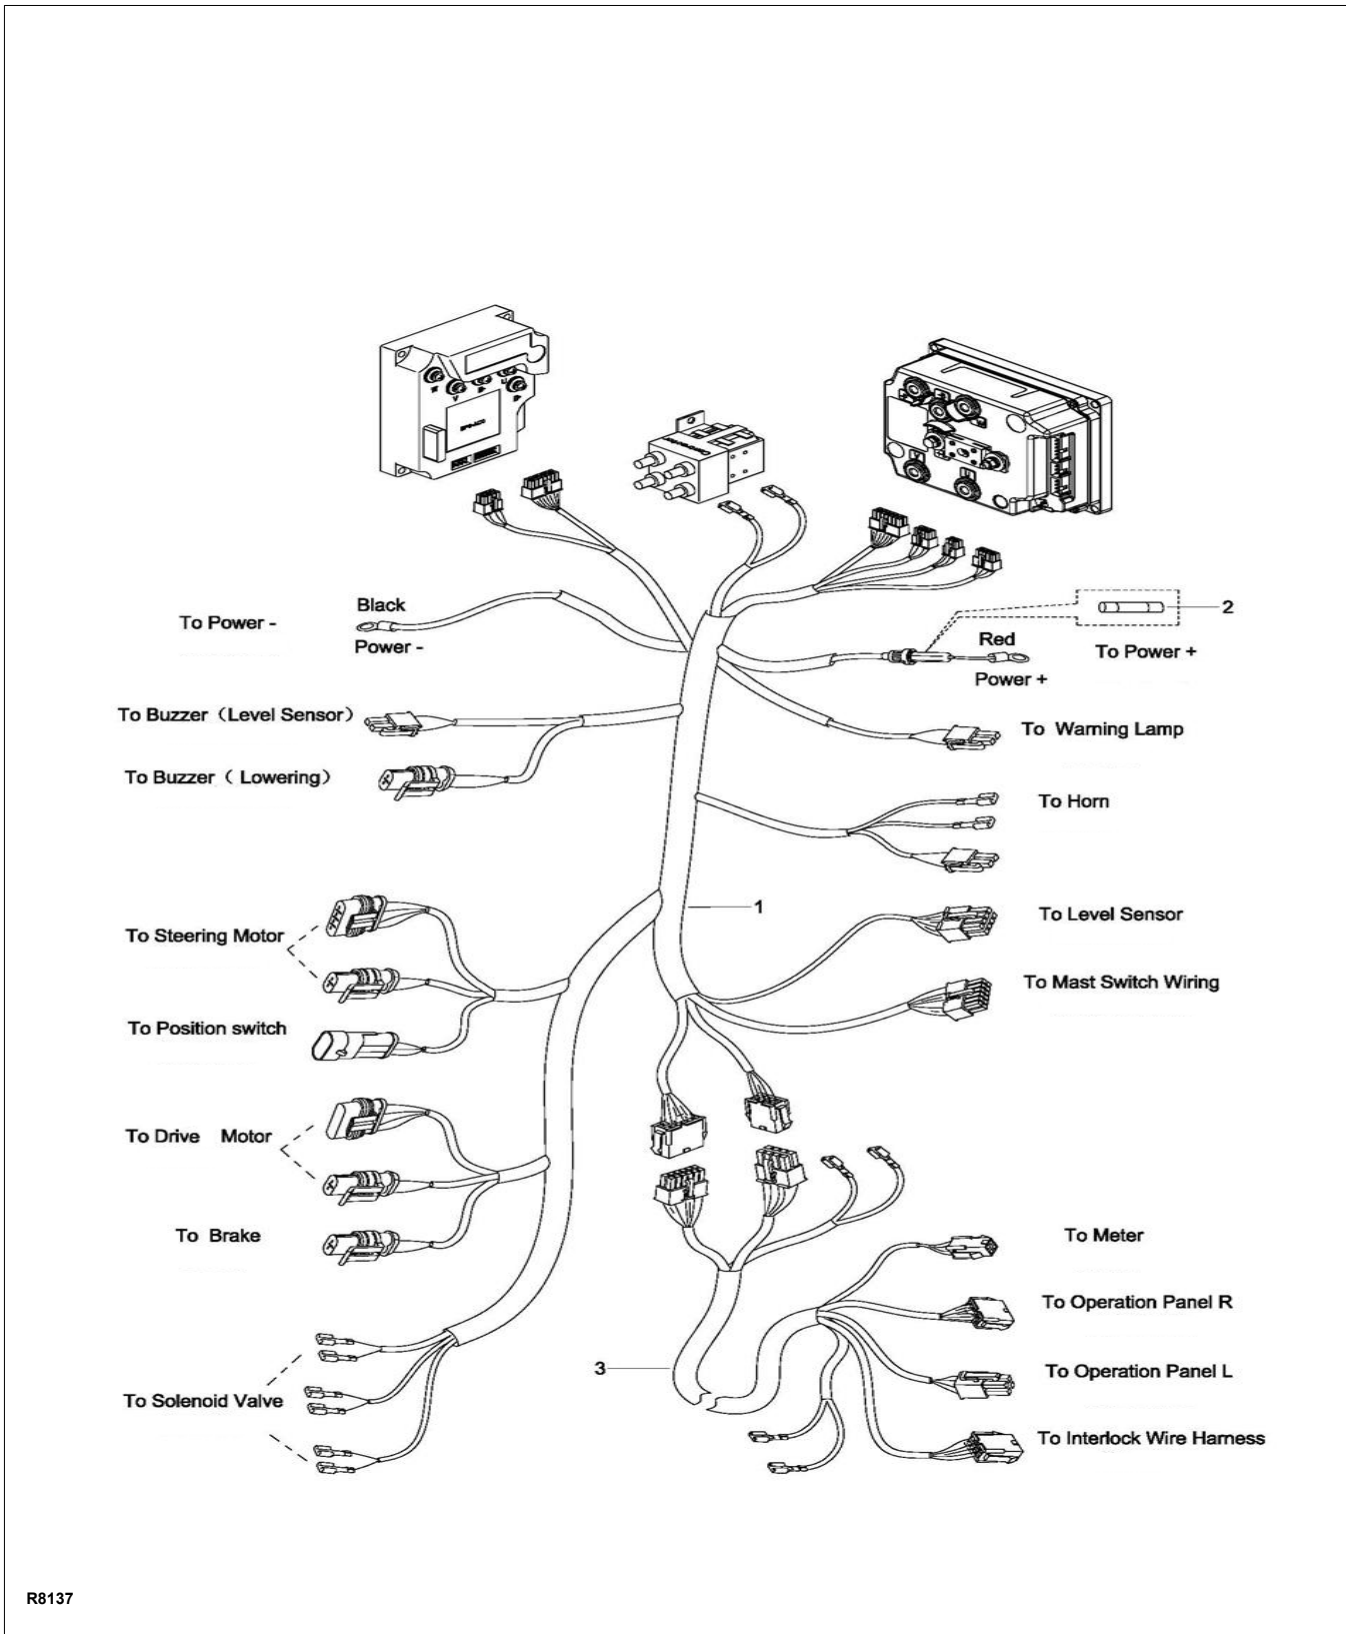 Black
To Power -
Power -
2
Red
To Power +
Power +
To Buzzer（Level Sensor）
To Warning Lamp
To Buzzer（ Lowering）
To Horn
1
To Level Sensor
To Steering Motor
To Mast Switch Wiring
To Position switch
To Drive Motor
To Brake
To Meter
To Operation Panel R
3
To Operation Panel L
To Solenoid Valve
To Interlock Wire Harness
R8137